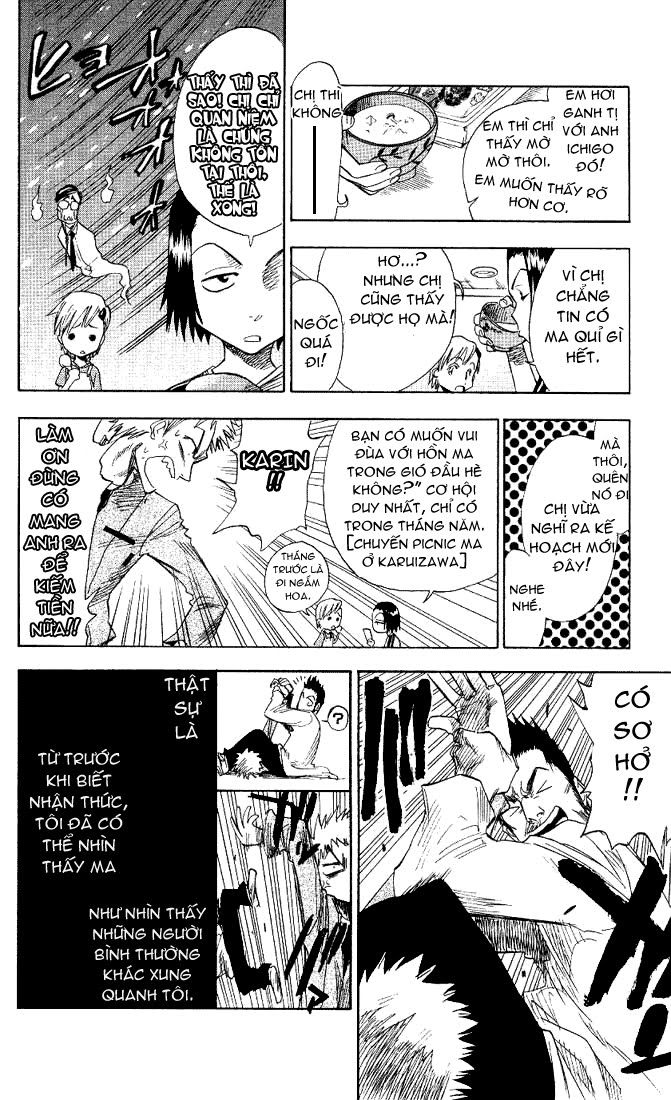 EM HƠI
GANH TỊ
VỚI ANH
ICHIGO
ĐÓ!
EM THÌ CHỈ
THẤY MỜ
MỜ THÔI.
EM MUỐN THẤY RÕ
HƠN CƠ.
CHỊ THÌ
KHÔNG
VÌ CHỊ
CHẲNG
TIN CÓ
MA QUỈ GÌ
HẾT.
HƠ...?
NHƯNG CHỊ
CŨNG THẤY
ĐƯỢC HỌ MÀ!
NGỐC
QUÁ
ĐI!
THẤY THÌ ĐÃ
SAO! CHỊ CHỈ
QUAN NIỆM
LÀ CHÚNG
KHÔNG TỒN
TẠI THÔI.
THẾ LÀ
XONG!
ヒョオオオ
MÀ
THÔI,
QUÊN
NÓ ĐI
CHỊ VỪA
NGHĨ RA KẾ
HOẠCH MỚI
ĐÂY!
NGHE
NHÉ.
BẠN CÓ MUỐN VUI
ĐÙA VỚI HỒN MA
TRONG GIÓ ĐẦU HÈ
KHÔNG?" CƠ HỘI
DUY NHẤT, CHỈ CÓ
TRONG THÁNG NĂM.
[CHUYẾN PICNIC MA
Ở KARUIZAWA]
THÁNG
TRƯỚC LÀ
ĐI NGẮM
HOA.
KARIN
!!
LÀM
ƠN
ĐỪNG
CÓ
MANG
ANH RA
ĐỂ
KIẾM
TIỀN
NỮA!!
CÓ
SƠ
HỞ
!!
?
THẬT
SỰ
LÀ
TỪ TRƯỚC
KHI BIẾT
NHẬN THỨC,
TÔI ĐÃ CÓ
THỂ NHÌN
THẤY MA
NHƯ NHÌN THẤY
NHỮNG NGƯỜI
BÌNH THƯỜNG
KHÁC XUNG
QUANH TÔI.